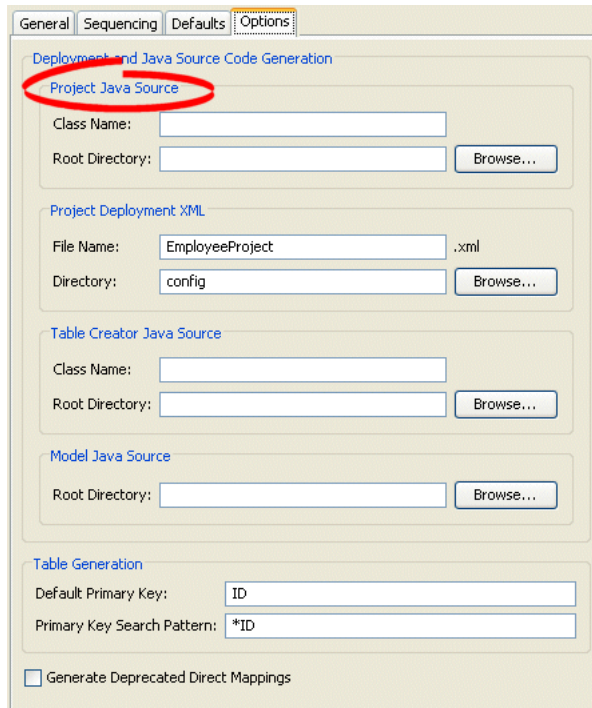 General Sequencing Defaults Options
Deployment and Java Source Code Generation
Project Java Source
Class Name:
Root Directory: Browse...
Project Deployment XML
File Name: EmployeeProject .xml
Directory: config Browse...
Table Creator Java Source
Class Name:
Root Directory: Browse...
Model Java Source
Root Directory: Browse...
Table Generation
Default Primary Key: ID
Primary Key Search Pattern: *ID
Generate Deprecated Direct Mappings